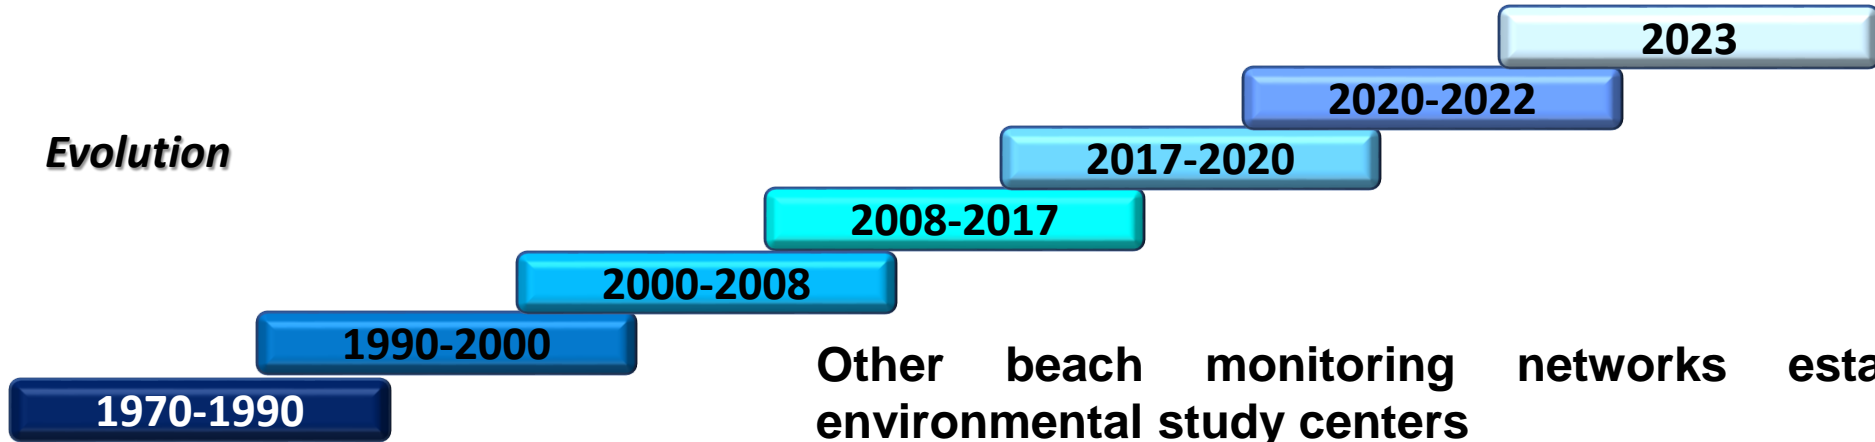 2023
2020-2022
Evolution
2017-2020
2008-2017
2000-2008
1990-2000
Other beach monitoring networks esta
1970-1990
environmental study centers